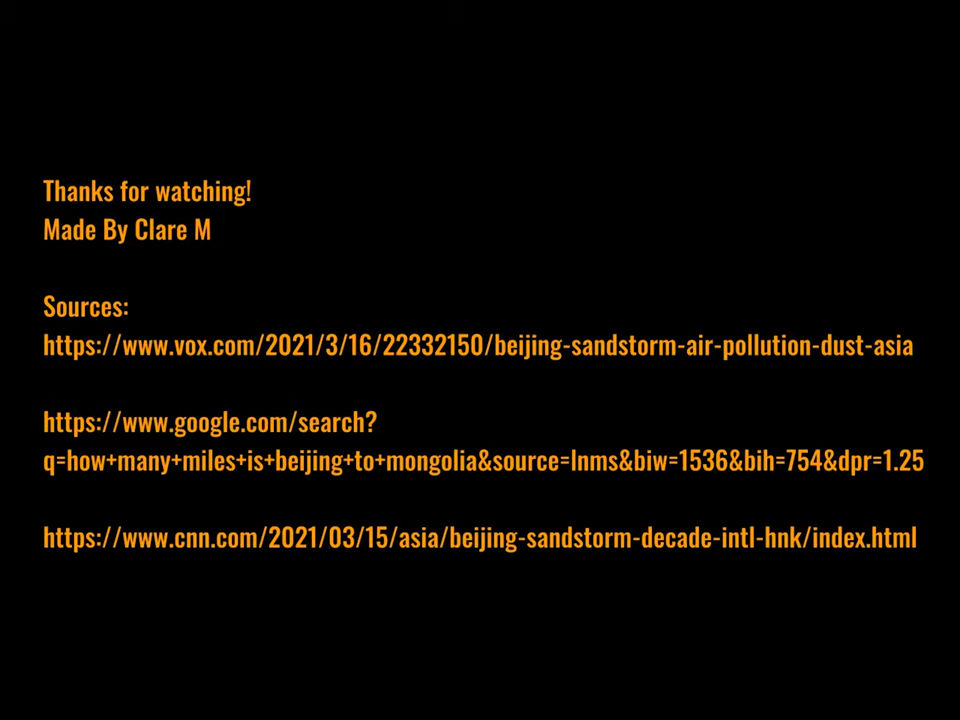 Thanks for watching!
Made By Clare M
Sources:
https://www.vox.com/2021/3/16/22332150/beijing-sandstorm-air-pollution-dust-asia
https://www.google.com/search?
q=how+many+miles+is+beijing+to+mongolia&source=lnms&biw=1536&bih=754&dpr=1.25
https://www.cnn.com/2021/03/15/asia/beijing-sandstorm-decade-intl-hnk/index.html